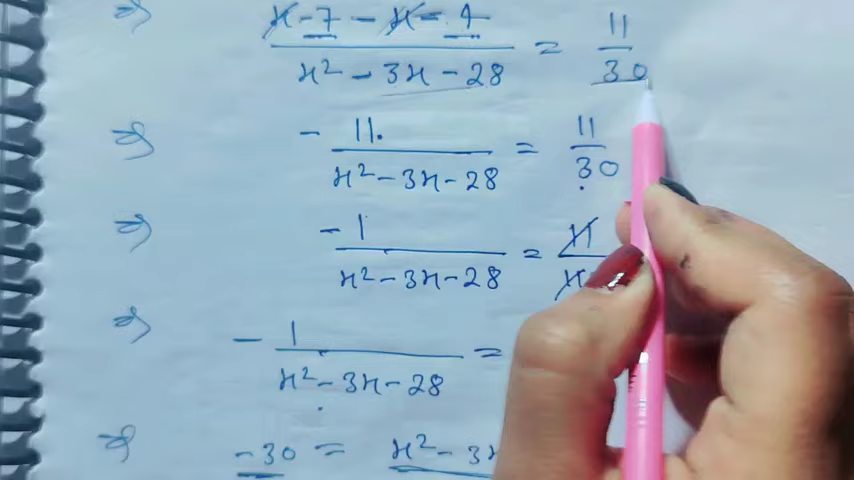 ⇒ x - 7 - x - 4 / x² - 3x - 28 = 11/30
⇒ - 11. / x² - 3x - 28 = 11/30
⇒ - 1 / x² - 3x - 28 = 11
⇒ - 1 / x² - 3x - 28 =
⇒ -30 = x² - 3x